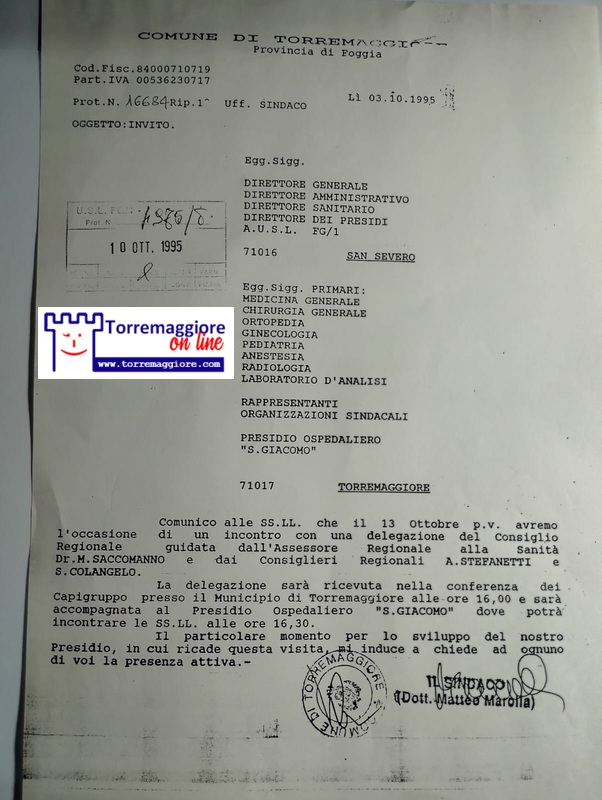 COMUNE DI TORREMAGGIO
Provincia di Foggia
Cod.Fisc.84000710719
Part.IVA 00536230717
Prot.N. 16684 Rip.1^ Uff. SINDACO Lì 03.10.1995
OGGETTO:INVITO.
Egg.Sigg.
DIRETTORE GENERALE
DIRETTORE AMMINISTRATIVO
DIRETTORE SANITARIO
DIRETTORE DEI PRESIDI
A.U.S.L. FG/1
U.S.L. FG
Prot. N.
10 OTT. 1995
71016 SAN SEVERO
Egg.Sigg. PRIMARI:
MEDICINA GENERALE
CHIRURGIA GENERALE
ORTOPEDIA
GINECOLOGIA
PEDIATRIA
ANESTESIA
RADIOLOGIA
LABORATORIO D'ANALISI
Torremaggiore
on line
www.torremaggiore.com
RAPPRESENTANTI
ORGANIZZAZIONI SINDACALI
PRESIDIO OSPEDALIERO
"S.GIACOMO"
71017 TORREMAGGIORE
Comunico alle SS.LL. che il 13 Ottobre p.v. avremo
l'occasione di un incontro con una delegazione del Consiglio
Regionale guidata dall'Assessore Regionale alla Sanità
Dr.M.SACCOMANNO e dai Consiglieri Regionali A.STEFANETTI e
S.COLANGELO.
La delegazione sarà ricevuta nella conferenza dei
Capigruppo presso il Municipio di Torremaggiore alle ore 16,00 e sarà
accompagnata al Presidio Ospedaliero "S.GIACOMO" dove potrà
incontrare le SS.LL. alle ore 16,30.
Il particolare momento per lo sviluppo del nostro
Presidio, in cui ricade questa visita, mi induce a chiede ad ognuno
di voi la presenza attiva.-
COMUNE DI TORREMAGGIORE
IL SINDACO
(Dott. Matteo Marolla)